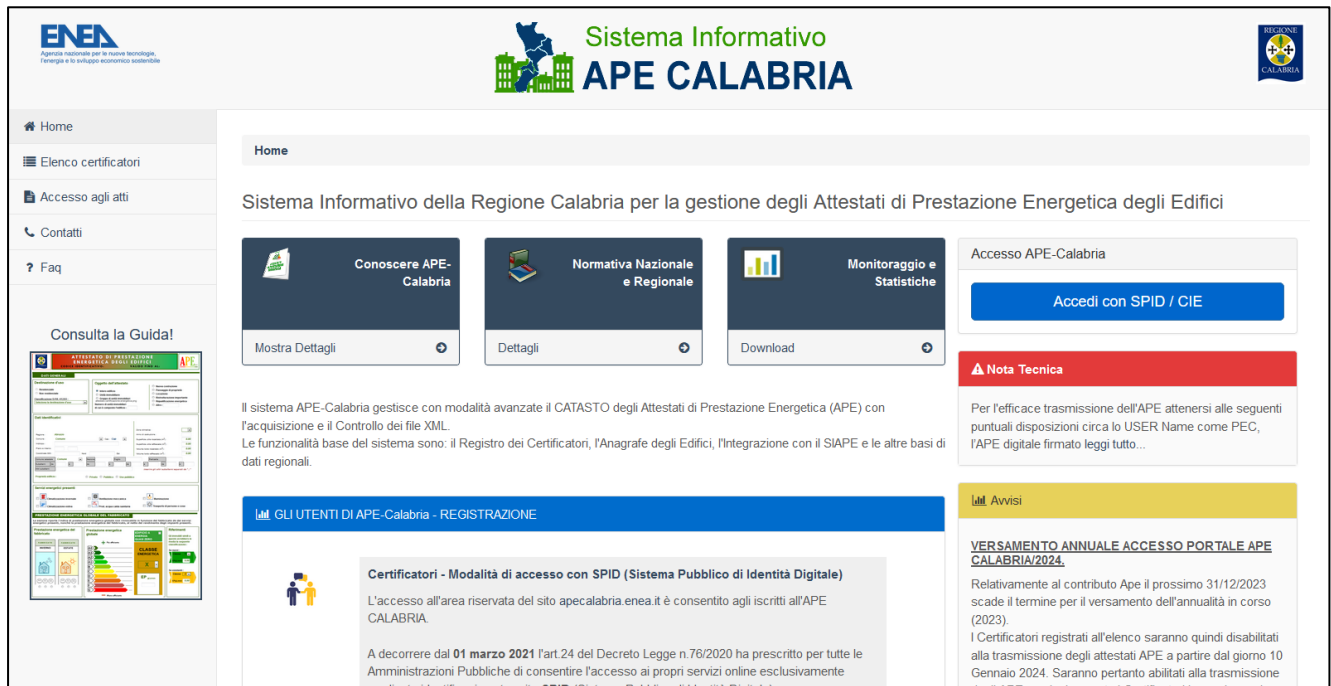 ENEA
Agenzia nazionale per le nuove tecnologie,
l'energia e lo sviluppo economico sostenibile
Sistema Informativo
APE CALABRIA
REGIONE
CALABRIA
Home
Elenco certificatori
Accesso agli atti
Contatti
? Faq
Consulta la Guida!
ATTESTATO DI PRESTAZIONE
ENERGETICA DEGLI EDIFICI
APE
Home
Sistema Informativo della Regione Calabria per la gestione degli Attestati di Prestazione Energetica degli Edifici
Conoscere APE-
Calabria
Mostra Dettagli
Normativa Nazionale
e Regionale
Dettagli
Monitoraggio e
Statistiche
Download
Il sistema APE-Calabria gestisce con modalità avanzate il CATASTO degli Attestati di Prestazione Energetica (APE) con
l'acquisizione e il Controllo dei file XML.
Le funzionalità base del sistema sono: il Registro dei Certificatori, l'Anagrafe degli Edifici, l'Integrazione con il SIAPE e le altre basi di
dati regionali.
GLI UTENTI DI APE-Calabria - REGISTRAZIONE
Certificatori - Modalità di accesso con SPID (Sistema Pubblico di Identità Digitale)
L'accesso all'area riservata del sito apecalabria.enea.it è consentito agli iscritti all'APE
CALABRIA.
A decorrere dal 01 marzo 2021 l'art.24 del Decreto Legge n.76/2020 ha prescritto per tutte le
Amministrazioni Pubbliche di consentire l'accesso ai propri servizi online esclusivamente
Accesso APE-Calabria
Accedi con SPID / CIE
Nota Tecnica
Per l'efficace trasmissione dell'APE attenersi alle seguenti
puntuali disposizioni circa lo USER Name come PEC,
l'APE digitale firmato leggi tutto...
Avvisi
VERSAMENTO ANNUALE ACCESSO PORTALE APE
CALABRIA/2024.
Relativamente al contributo Ape il prossimo 31/12/2023
scade il termine per il versamento dell'annualità in corso
(2023).
I Certificatori registrati all'elenco saranno quindi disabilitati
alla trasmissione degli attestati APE a partire dal giorno 10
Gennaio 2024. Saranno pertanto abilitati alla trasmissione